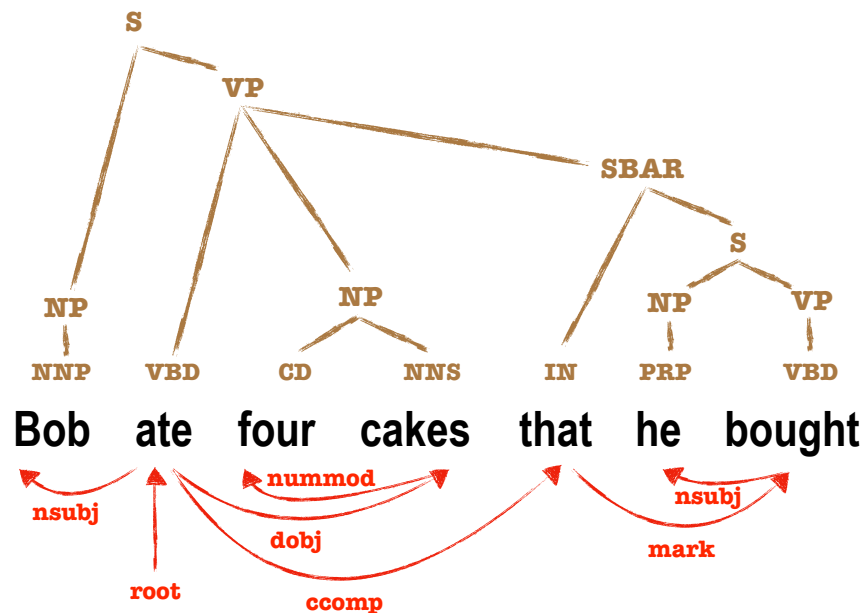 S
VP
SBAR
S
NP NP NP VP
NNP VBD CD NNS IN PRP VBD
Bob ate four cakes that he bought
nummod nsubj
nsubj
dobj mark
root ccomp